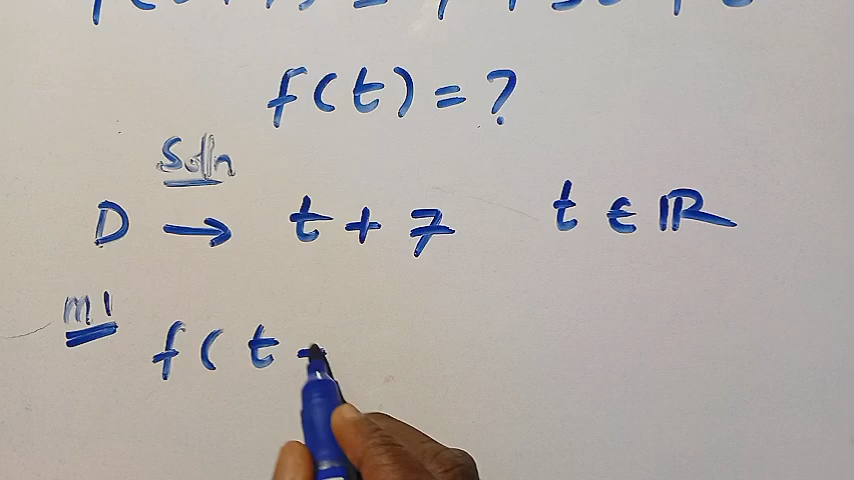 f(t)=?
Soln
D → t + 7 t ∈ ℝ
M1
f( t